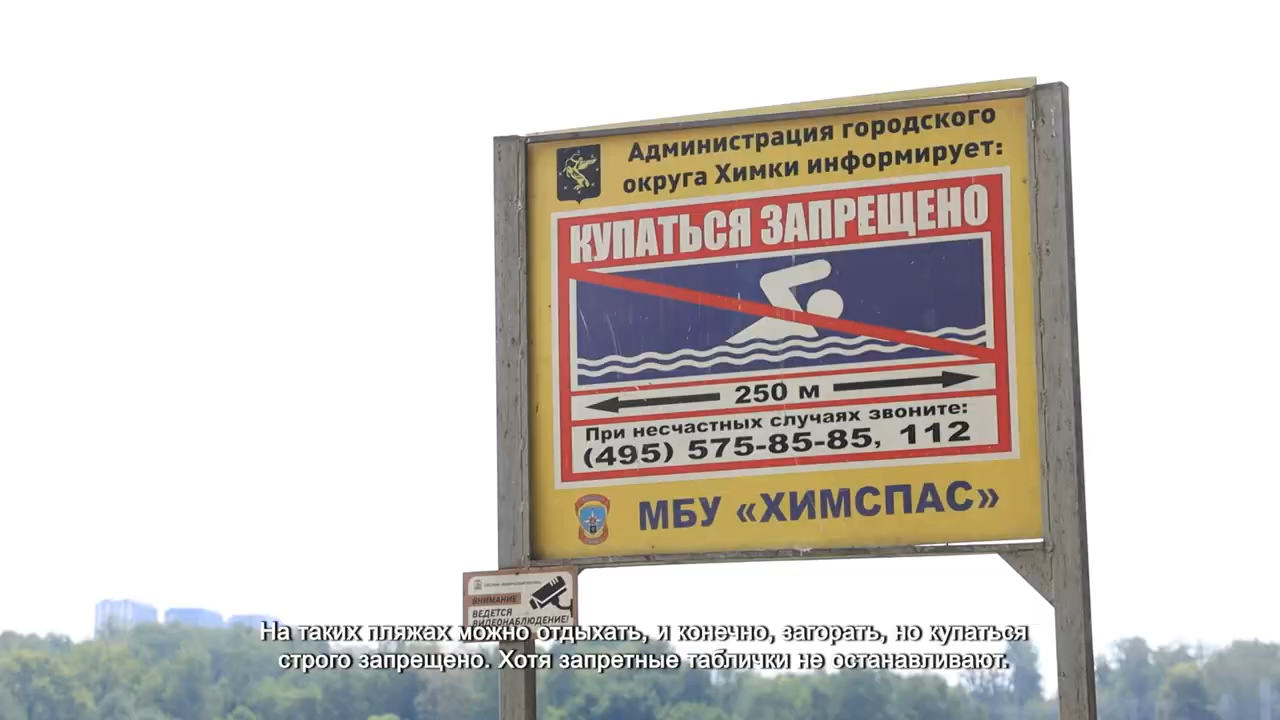 Администрация городского
округа Химки информирует:
КУПАТЬСЯ ЗАПРЕЩЕНО
250 м
При несчастных случаях звоните:
(495) 575-85-85, 112
МБУ «ХИМСПАС»
ВНИМАНИЕ
ВЕДЕТСЯ
ВИДЕОНАБЛЮДЕНИЕ!
На таких пляжах можно отдыхать, и конечно, загорать, но купаться
строго запрещено. Хотя запретные таблички не останавливают.